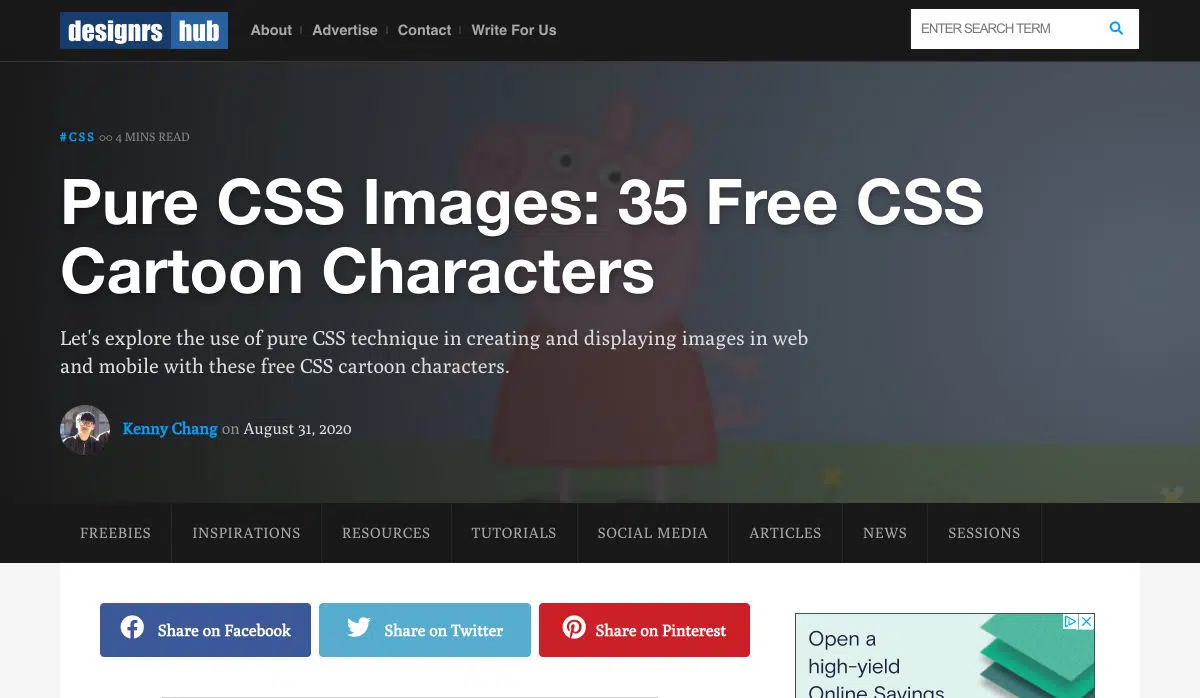 designrs hub
About
Advertise
Contact
Write For Us
ENTER SEARCH TERM
#CSS 4 MINS READ
Pure CSS Images: 35 Free CSS
Cartoon Characters
Let's explore the use of pure CSS technique in creating and displaying images in web
and mobile with these free CSS cartoon characters.
Kenny Chang on August 31, 2020
FREEBIES
INSPIRATIONS
RESOURCES
TUTORIALS
SOCIAL MEDIA
ARTICLES
NEWS
SESSIONS
Share on Facebook
Share on Twitter
Share on Pinterest
Open a
high-yield
Online Savings